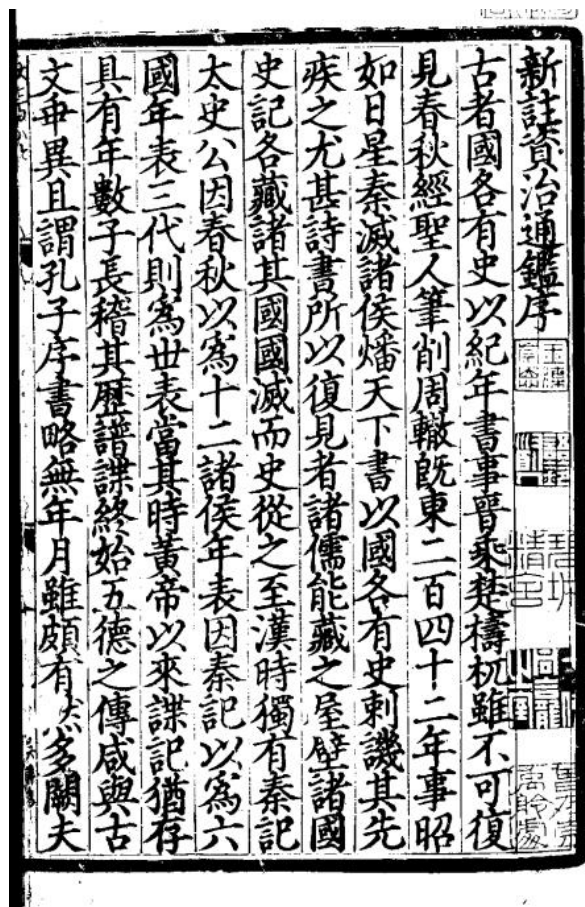 新註資治通鑑序
古者國各有史以紀年書事晉乘楚檮杌雖不可復
見春秋經聖人筆削周轍既東二百四十二年事昭
如日星秦滅諸侯燔天下書以國各有史刺譏其先
疾之尤甚詩書所以復見者諸儒能藏之屋壁諸國
史記各藏諸其國國滅而史從之至漢時獨有秦記
太史公因春秋以爲十二諸侯年表因秦記以爲六
國年表三代則爲世表當其時黃帝以來諜記猶存
具有年數子長稽其歷譜諜終始五德之傳咸與古
文乖異且謂孔子序書略無年月雖頗有然多闕夫